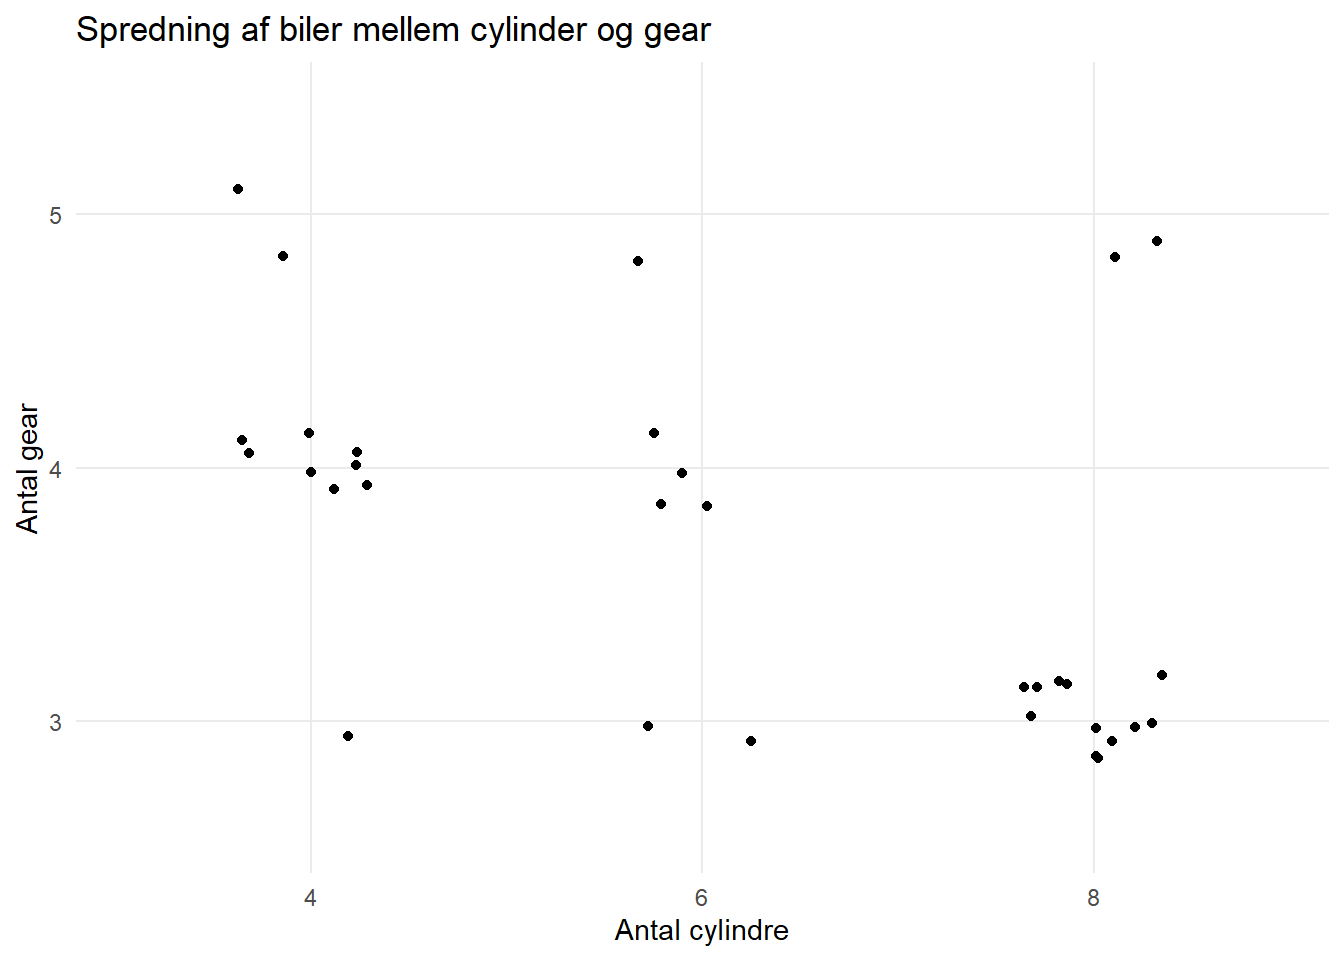 Spredning af biler mellem cylinder og gear
Antal gear
5
4
3
4 6 8
Antal cylindre